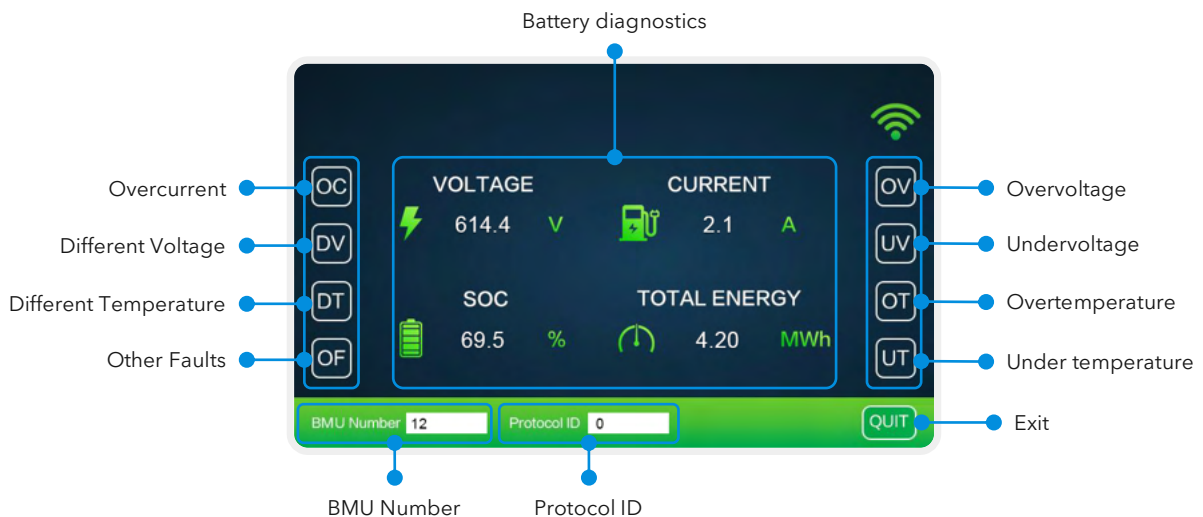 Battery diagnostics
Overcurrent
Different Voltage
Different Temperature
Other Faults
OC
DV
DT
OF
VOLTAGE
614.4 V
CURRENT
2.1 A
SOC
69.5 %
TOTAL ENERGY
4.20 MWh
OV
UV
OT
UT
Overvoltage
Undervoltage
Overtemperature
Under temperature
BMU Number 12
Protocol ID 0
QUIT
Exit
BMU Number
Protocol ID